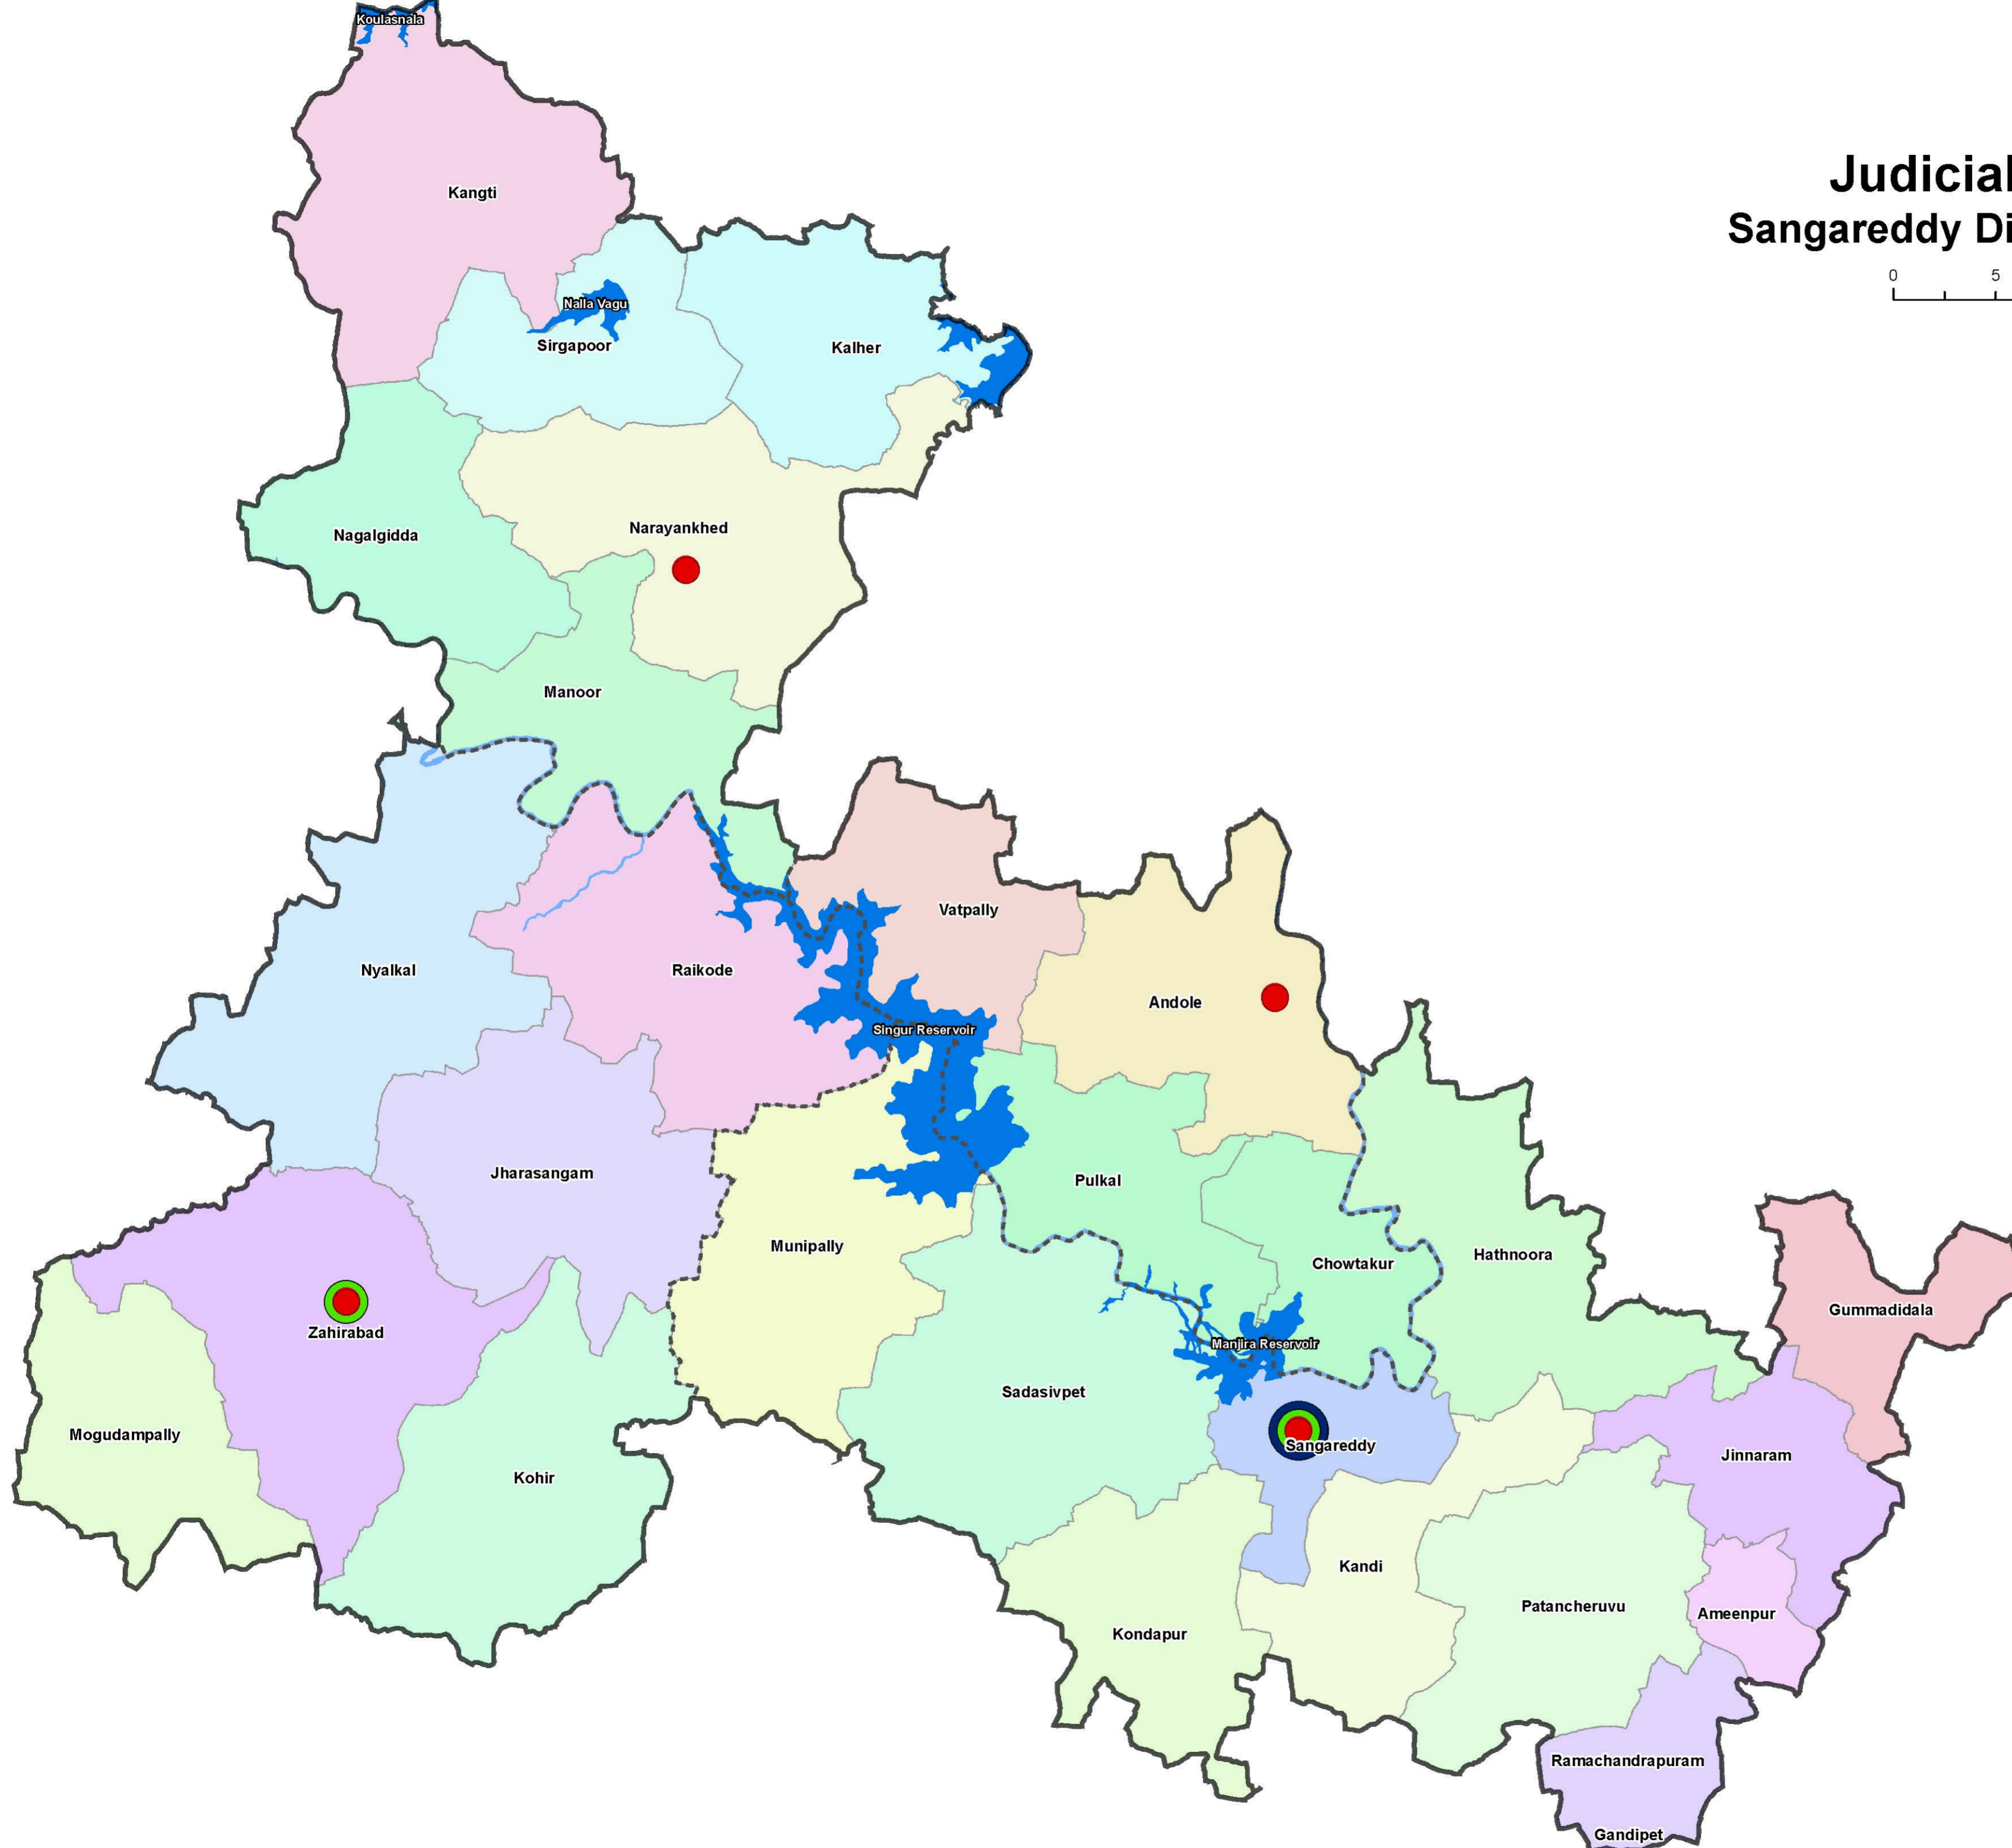 Koulasnala
Judicial
Kangti
Sangareddy Di
0 5
Nalla Vagu
Sirgapoor
Kalher
Narayankhed
Nagalgidda
Manoor
Vatpally
Nyalkal
Raikode
Andole
Singur Reservoir
Jharasangam
Pulkal
Munipally
Hathnoora
Chowtakur
Gummadidala
Zahirabad
Manjira Reservoir
Sadasivpet
Mogudampally
Sangareddy
Jinnaram
Kohir
Kandi
Patancheruvu
Ameenpur
Kondapur
Ramachandrapuram
Gandipet